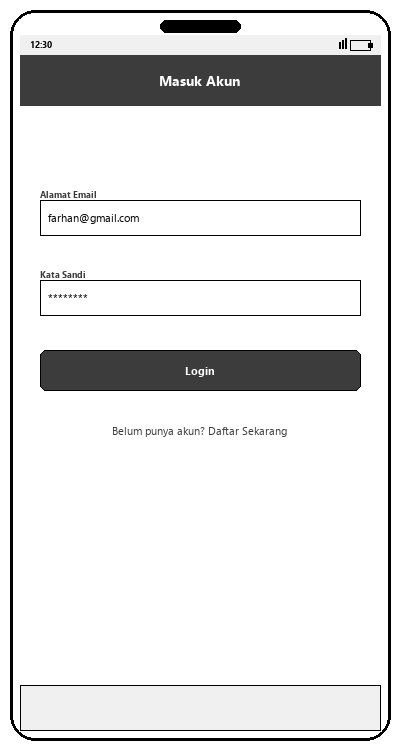 12:30
Masuk Akun
Alamat Email
farhan@gmail.com
Kata Sandi
********
Login
Belum punya akun? Daftar Sekarang